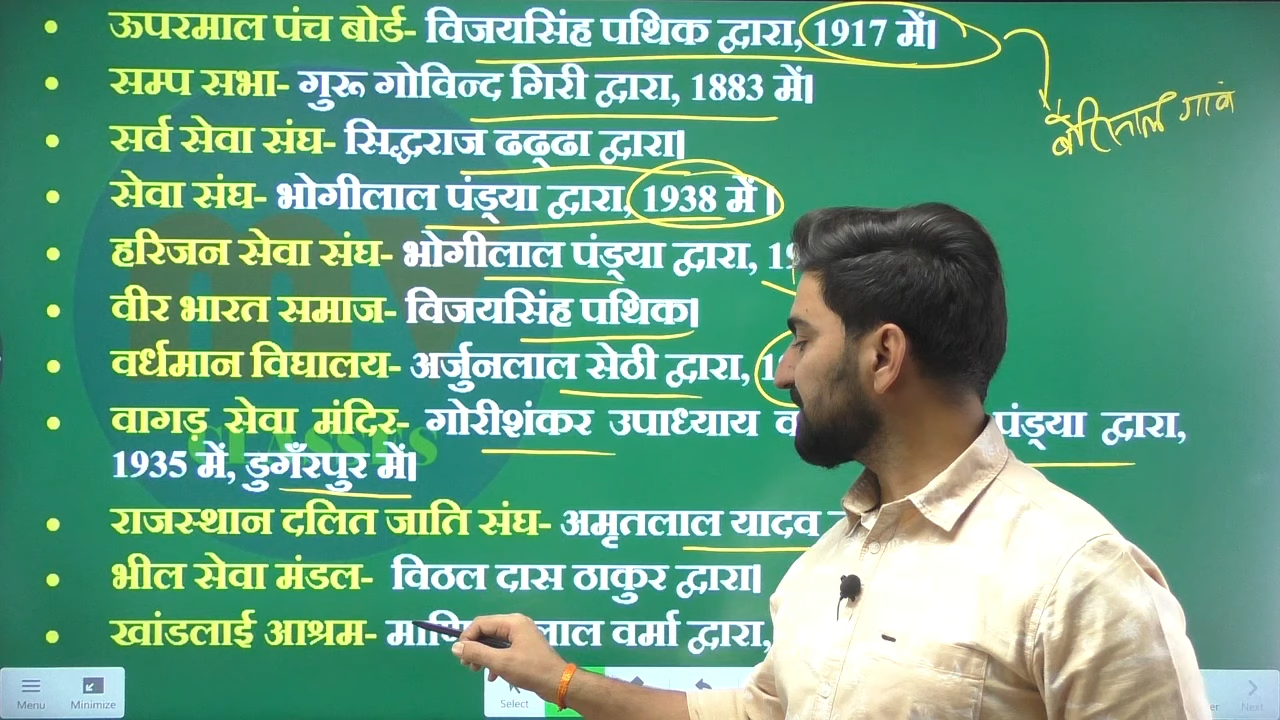 ऊपरमाल पंच बोर्ड- विजयसिंह पथिक द्वारा, 1917 में।
सम्प सभा- गुरू गोविन्द गिरी द्वारा, 1883 में।
गावं
सर्व सेवा संघ- सिद्धराज ढढ्ढा द्वारा।
सेवा संघ- भोगीलाल पंड्या द्वारा, 1938 में।
हरिजन सेवा संघ- भोगीलाल पंड्या द्वारा,
वीर भारत समाज- विजयसिंह पथिक।
वर्धमान विघालय- अर्जुनलाल सेठी द्वारा,
वागड़ सेवा मंदिर- गोरीशंकर उपाध्याय पंड्या द्वारा,
1935 में, डुगँरपुर में।
राजस्थान दलित जाति संघ- अमृतलाल यादव
भील सेवा मंडल- विठल दास ठाकुर द्वारा।
खांडलाई आश्रम- लाल वर्मा द्वारा,
CLASSES
Menu Minimize Select Next